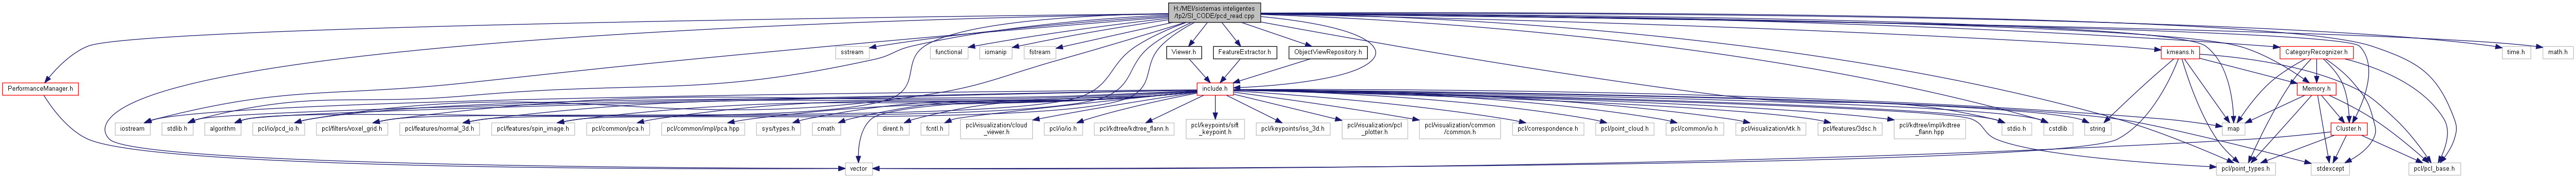 H:/MEI/sistemas inteligentes
/tp2/SI_CODE/pcd_read.cpp
sstream
functional
iomanip
fstream
Viewer.h
FeatureExtractor.h
ObjectViewRepository.h
kmeans.h
CategoryRecognizer.h
time.h
math.h
PerformanceManager.h
include.h
Memory.h
iostream
stdlib.h
algorithm
pcl/io/pcd_io.h
pcl/filters/voxel_grid.h
pcl/features/normal_3d.h
pcl/features/spin_image.h
pcl/common/pca.h
pcl/common/impl/pca.hpp
sys/types.h
cmath
dirent.h
fcntl.h
pcl/visualization/cloud
_viewer.h
pcl/io/io.h
pcl/kdtree/kdtree_flann.h
pcl/keypoints/sift
_keypoint.h
pcl/keypoints/iss_3d.h
pcl/visualization/pcl
_plotter.h
pcl/visualization/common
/common.h
pcl/correspondence.h
pcl/point_cloud.h
pcl/common/io.h
pcl/visualization/vtk.h
pcl/features/3dsc.h
pcl/kdtree/impl/kdtree
_flann.hpp
stdio.h
cstdlib
string
map
Cluster.h
vector
pcl/point_types.h
stdexcept
pcl/pcl_base.h